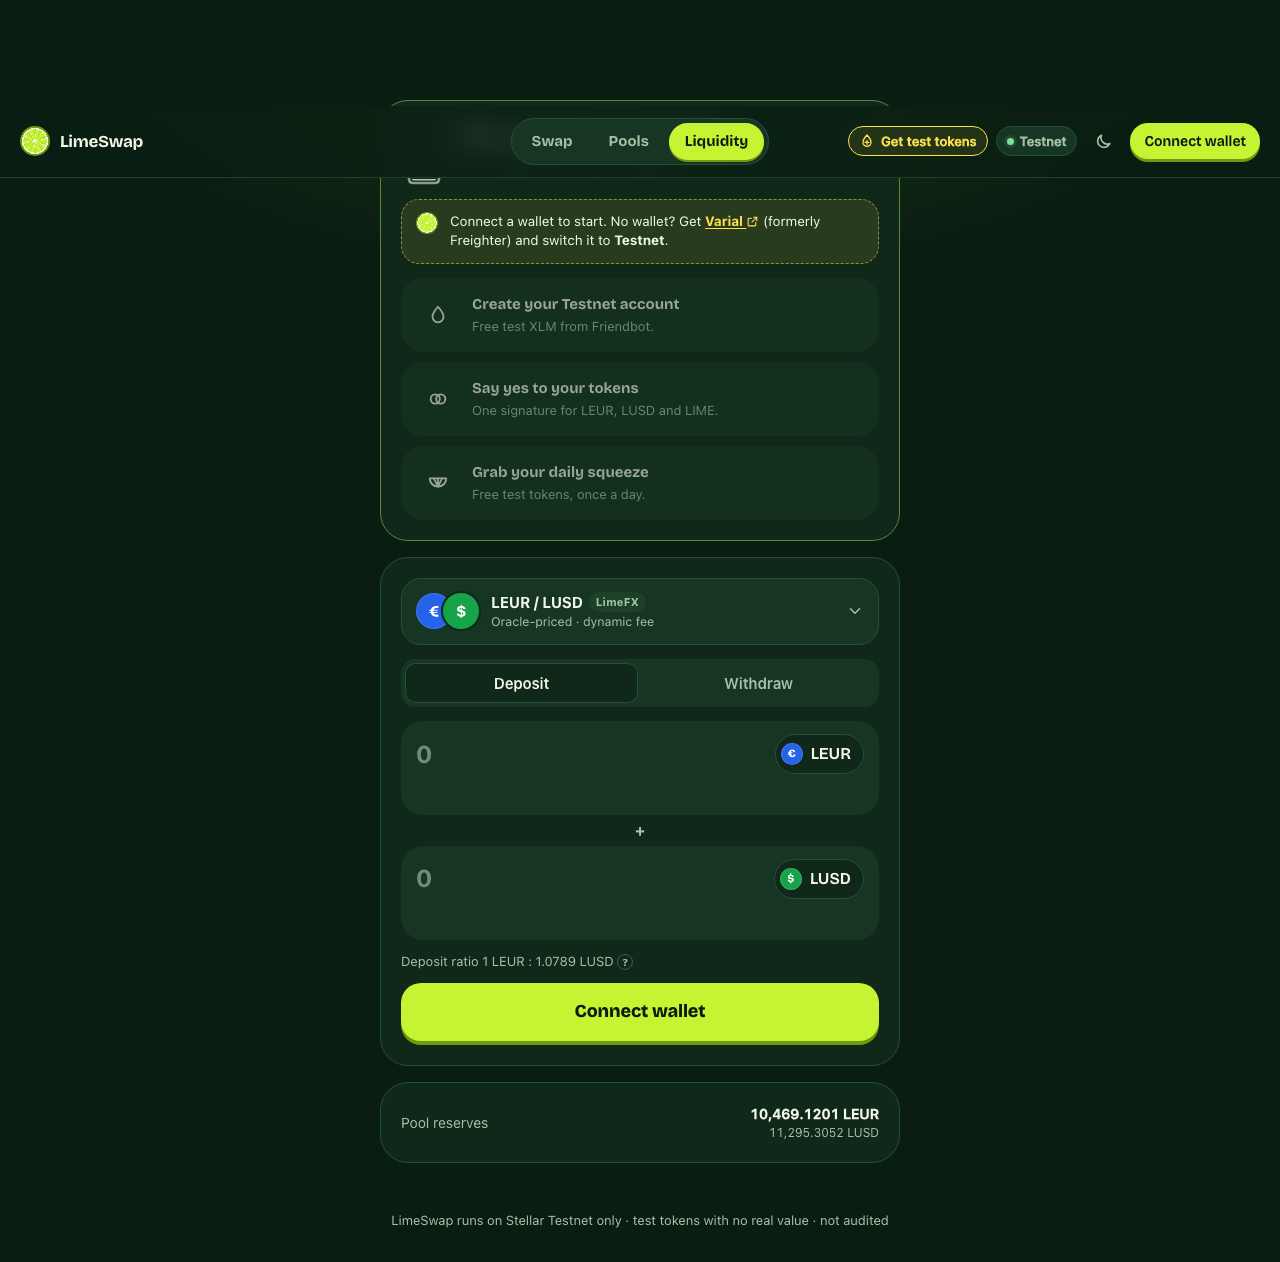 LimeSwap
Swap
Pools
Liquidity
Get test tokens
Testnet
Connect wallet
Connect a wallet to start. No wallet? Get Varial (formerly
Freighter) and switch it to Testnet.
Create your Testnet account
Free test XLM from Friendbot.
Say yes to your tokens
One signature for LEUR, LUSD and LIME.
Grab your daily squeeze
Free test tokens, once a day.
€ $
LEUR / LUSD LimeFX
Oracle-priced · dynamic fee
Deposit
Withdraw
0
€ LEUR
+
0
$ LUSD
Deposit ratio 1 LEUR : 1.0789 LUSD ?
Connect wallet
Pool reserves
10,469.1201 LEUR
11,295.3052 LUSD
LimeSwap runs on Stellar Testnet only · test tokens with no real value · not audited